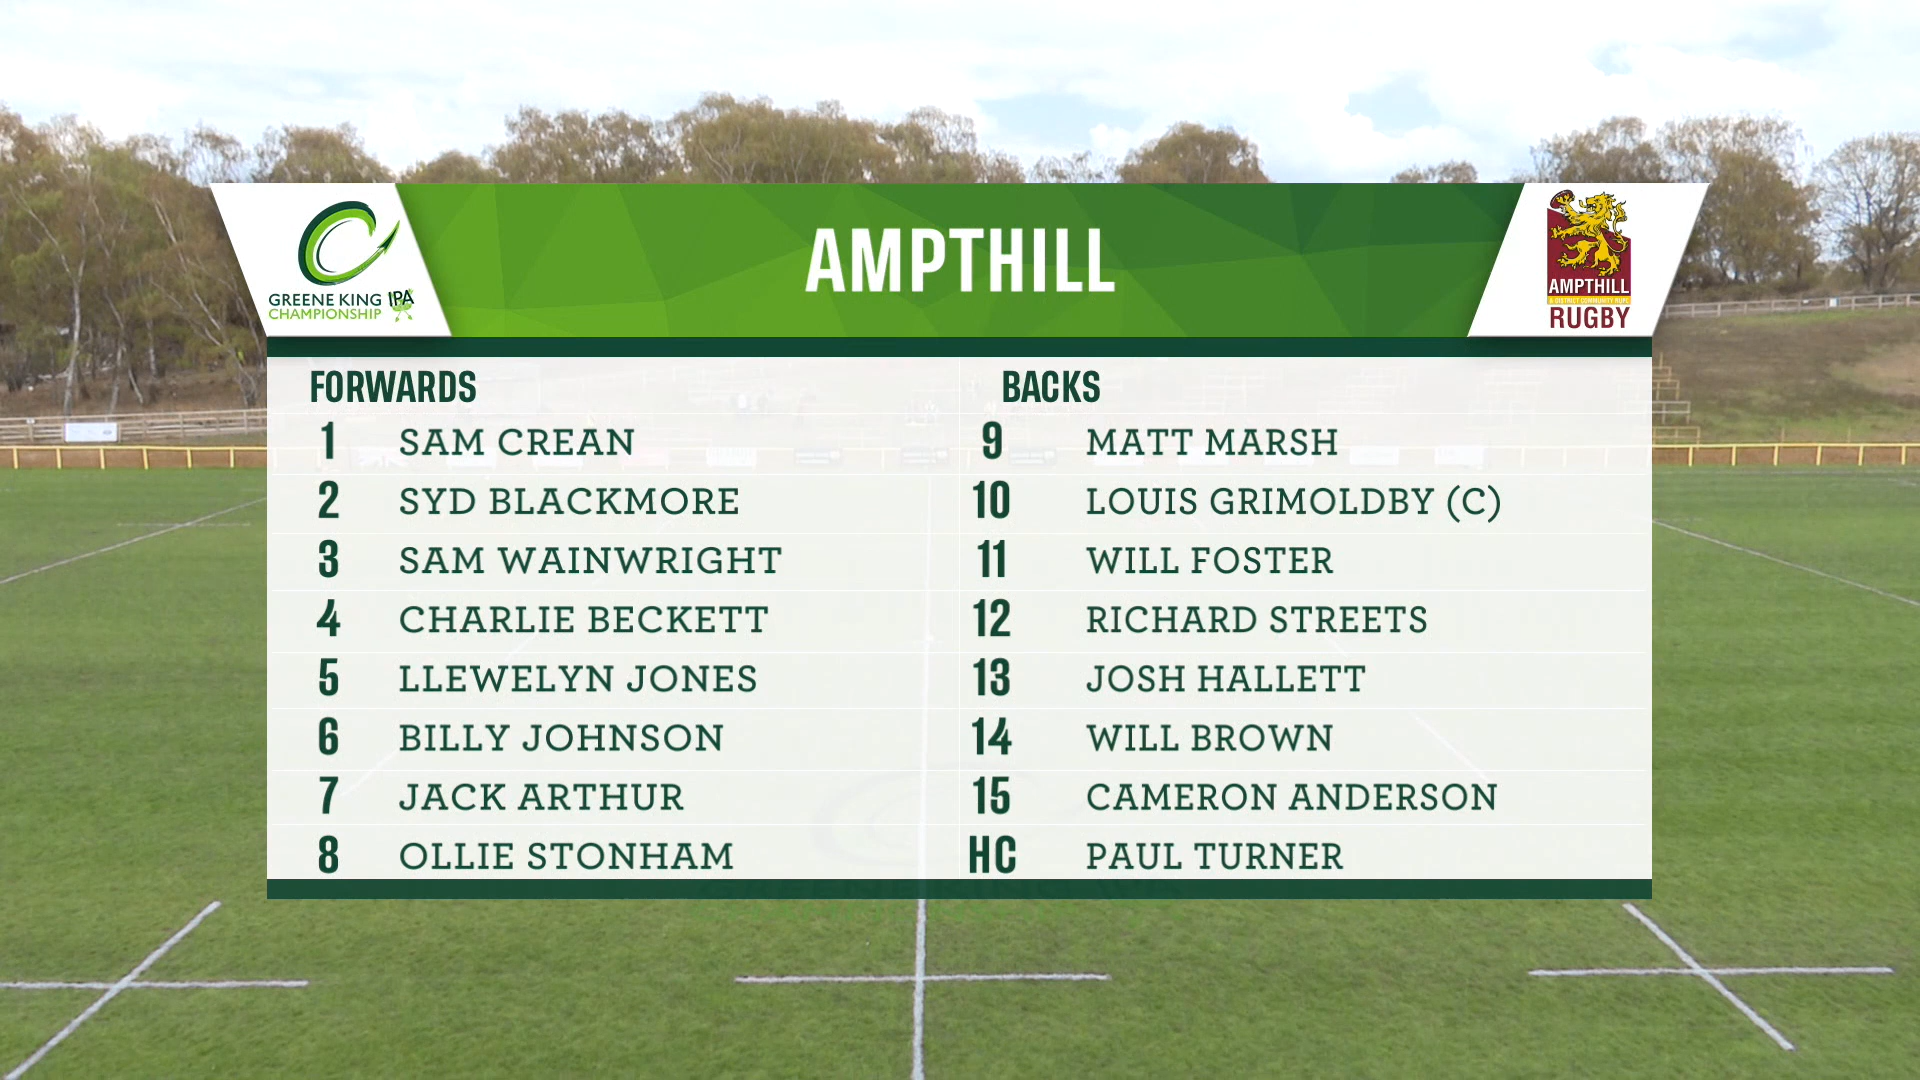 AMPTHILL
GREENE KING IPA
CHAMPIONSHIP
AMPTHILL
& DISTRICT COMMUNITY RUFC
RUGBY
FORWARDS
1 SAM CREAN
2 SYD BLACKMORE
3 SAM WAINWRIGHT
4 CHARLIE BECKETT
5 LLEWELYN JONES
6 BILLY JOHNSON
7 JACK ARTHUR
8 OLLIE STONHAM
BACKS
9 MATT MARSH
10 LOUIS GRIMOLDBY (C)
11 WILL FOSTER
12 RICHARD STREETS
13 JOSH HALLETT
14 WILL BROWN
15 CAMERON ANDERSON
HC PAUL TURNER